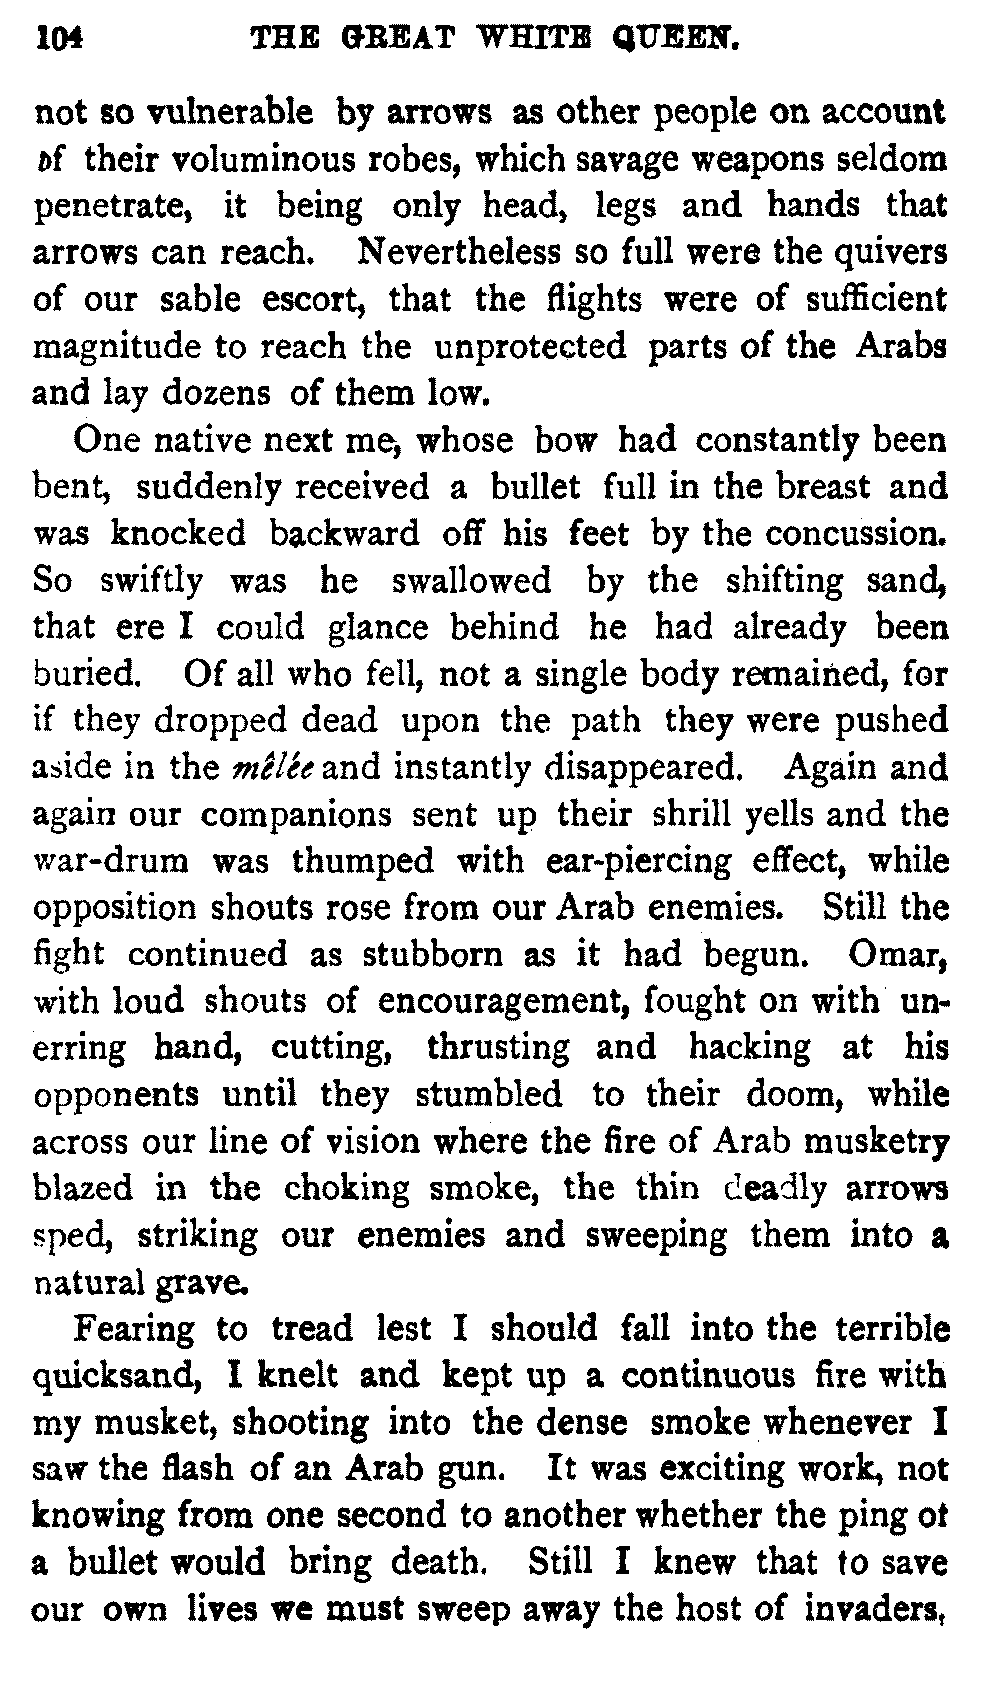 104 THE GREAT WHITE QUEEN.
not so vulnerable by arrows as other people on account
of their voluminous robes, which savage weapons seldom
penetrate, it being only head, legs and hands that
arrows can reach. Nevertheless so full were the quivers
of our sable escort, that the flights were of sufficient
magnitude to reach the unprotected parts of the Arabs
and lay dozens of them low.
One native next me, whose bow had constantly been
bent, suddenly received a bullet full in the breast and
was knocked backward off his feet by the concussion.
So swiftly was he swallowed by the shifting sand,
that ere I could glance behind he had already been
buried. Of all who fell, not a single body remained, for
if they dropped dead upon the path they were pushed
aside in the mêlée and instantly disappeared. Again and
again our companions sent up their shrill yells and the
war-drum was thumped with ear-piercing effect, while
opposition shouts rose from our Arab enemies. Still the
fight continued as stubborn as it had begun. Omar,
with loud shouts of encouragement, fought on with un-
erring hand, cutting, thrusting and hacking at his
opponents until they stumbled to their doom, while
across our line of vision where the fire of Arab musketry
blazed in the choking smoke, the thin deadly arrows
sped, striking our enemies and sweeping them into a
natural grave.
Fearing to tread lest I should fall into the terrible
quicksand, I knelt and kept up a continuous fire with
my musket, shooting into the dense smoke whenever I
saw the flash of an Arab gun. It was exciting work, not
knowing from one second to another whether the ping of
a bullet would bring death. Still I knew that to save
our own lives we must sweep away the host of invaders,